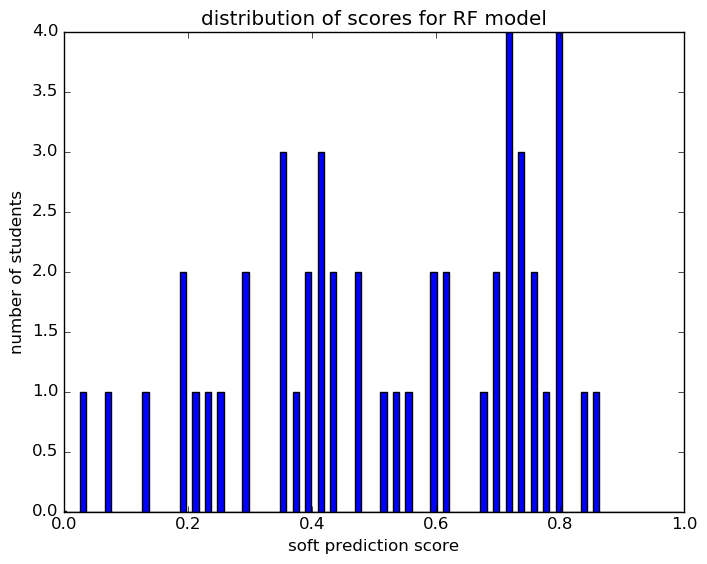 distribution of scores for RF model
4.0
3.5
3.0
2.5
2.0
1.5
1.0
0.5
0.0
number of students
0.0 0.2 0.4 0.6 0.8 1.0
soft prediction score